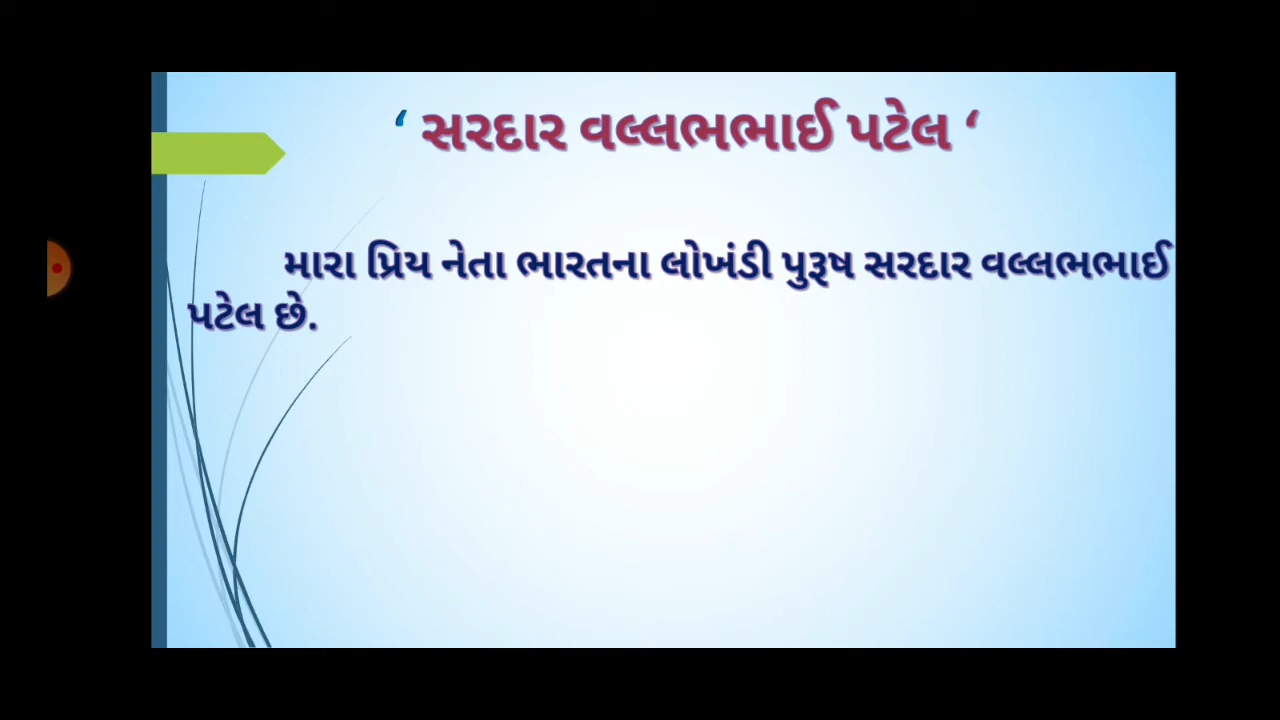 ‘ સરદાર વલ્લભભાઈ પટેલ ‘
મારા પ્રિય નેતા ભારતના લોખંડી પુરૂષ સરદાર વલ્લભભાઈ
પટેલ છે.